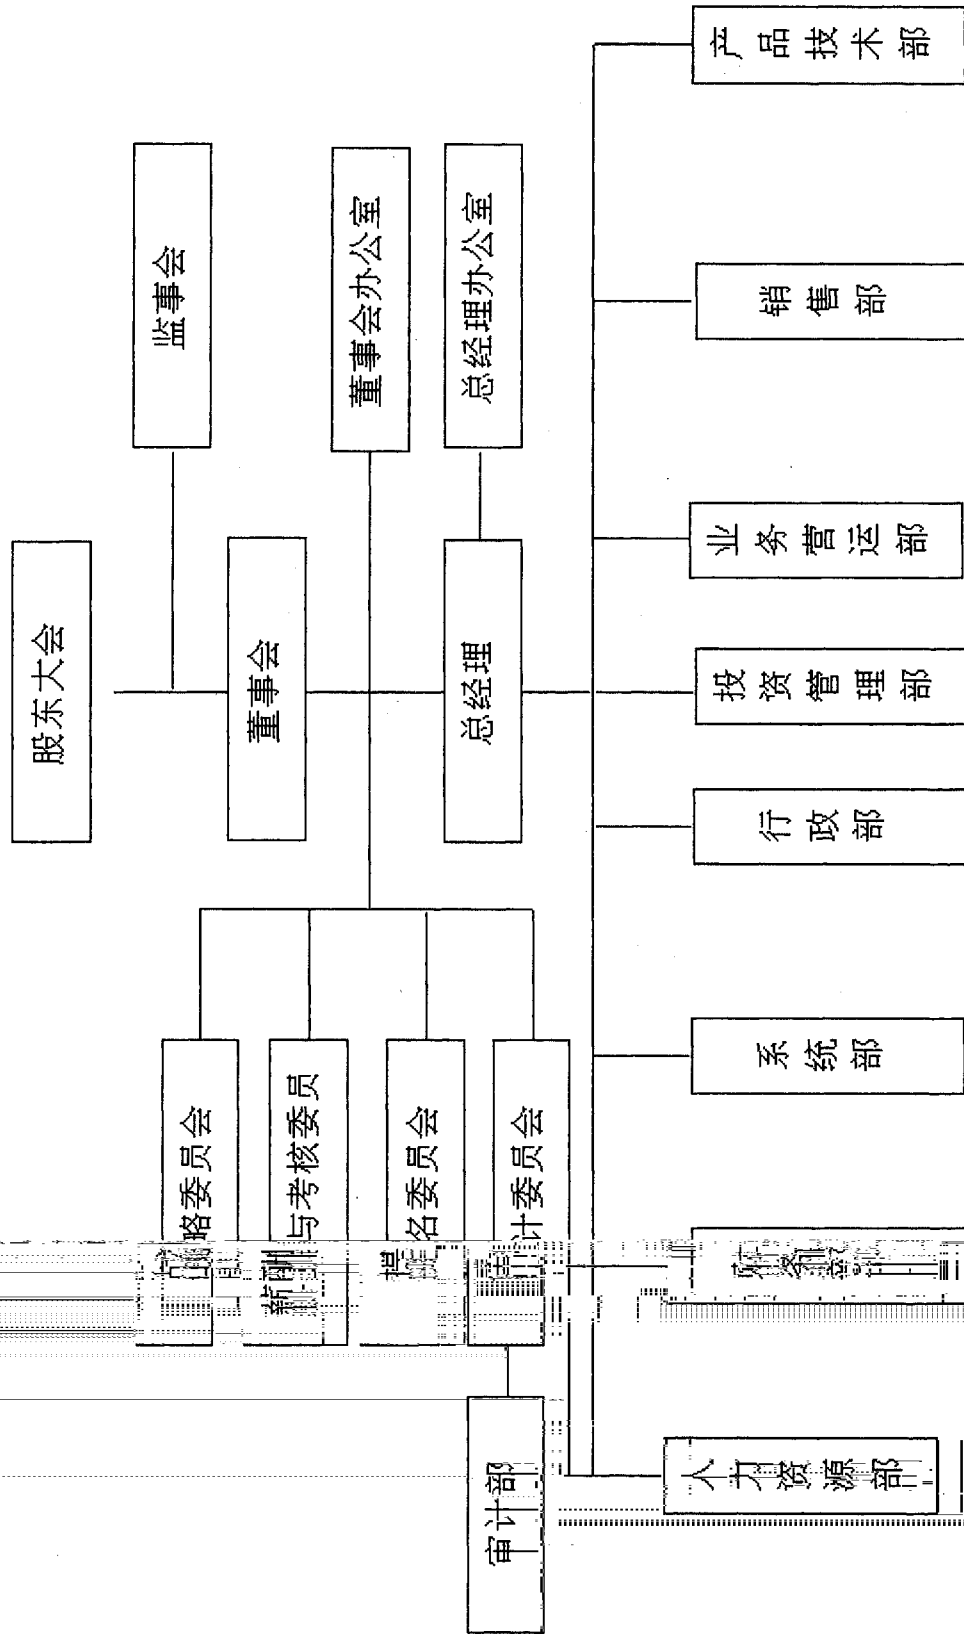 股东大会
监事会
董事会
董事会办公室
总经理
总经理办公室
略委员会
薪酬与考核委员
提名委员会
计委员会
审计部
人力资源部
系统部
行政部
投资管理部
业务营运部
销售部
产品技术部